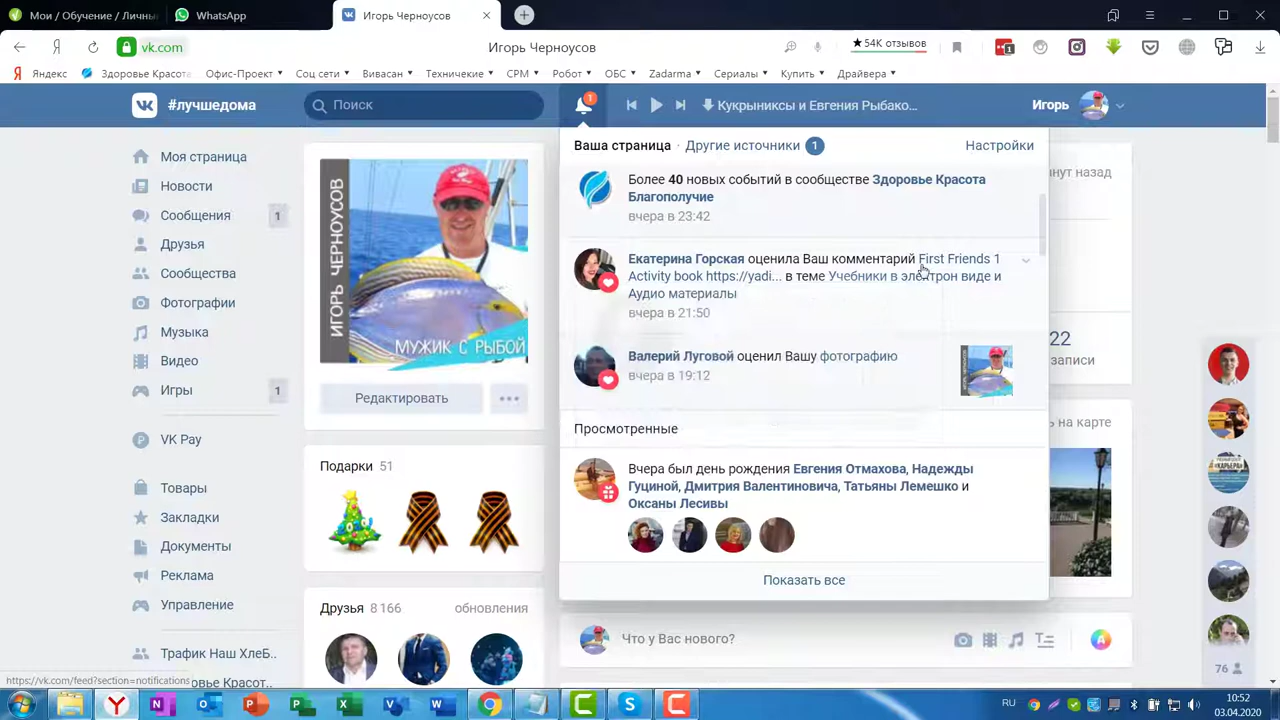 Мои / Обучение / Личны
WhatsApp
Игорь Черноусов
vk.com
Игорь Черноусов
★54K отзывов
1
Яндекс
Здоровье Красота
Офис-Проект
Соц сети
Вивасан
Техничекие
СРМ
Робот
ОБС
Zadarma
Сериалы
Купить
Драйвера
#лучшедома
Поиск
1
Кукрыниксы и Евгения Рыбако...
Игорь
Моя страница
Новости
Сообщения 1
Друзья
Сообщества
Фотографии
Музыка
Видео
Игры 1
VK Pay
Товары
Закладки
Документы
Реклама
Управление
Трафик Наш ХлеБ..
овье Красот..
https://vk.com/feed?section=notifications
ИГОРЬ ЧЕРНОУСОВ
МУЖИК С РЫБОЙ
Редактировать
Подарки 51
Друзья 8 166 обновления
Ваша страница · Другие источники 1 Настройки
Более 40 новых событий в сообществе Здоровье Красота
Благополучие
вчера в 23:42
Екатерина Горская оценила Ваш комментарий First Friends 1
Activity book https://yadi... в теме Учебники в электрон виде и
Аудио материалы
вчера в 21:50
Валерий Луговой оценил Вашу фотографию
вчера в 19:12
Просмотренные
Вчера был день рождения Евгения Отмахова, Надежды
Гуциной, Дмитрия Валентиновича, Татьяны Лемешко и
Оксаны Лесивы
Показать все
Что у Вас нового?
нут назад
22
записи
ь на карте
76
RU
10:52
03.04.2020